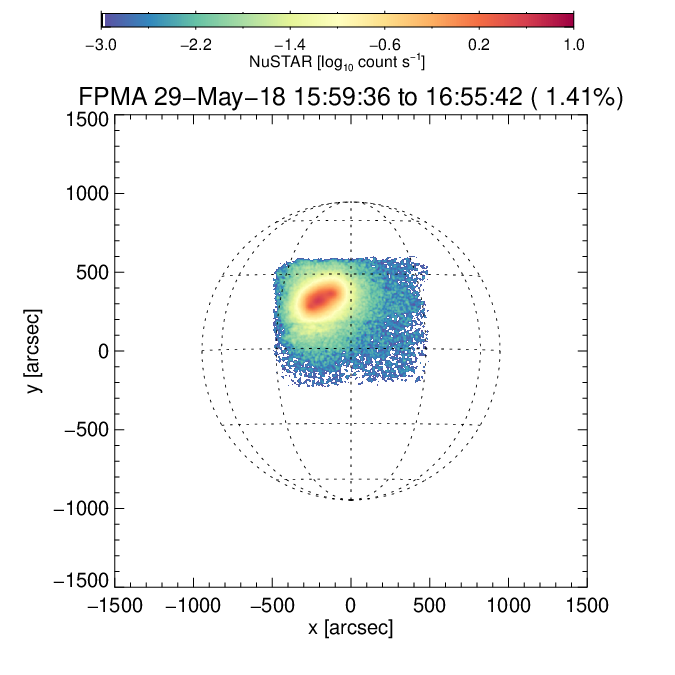 −3.0 −2.2 −1.4 −0.6 0.2 1.0
NuSTAR [log₁₀ count s⁻¹]
FPMA 29−May−18 15:59:36 to 16:55:42 ( 1.41%)
1500
1000
500
0
−500
−1000
−1500
y [arcsec]
−1500 −1000 −500 0 500 1000 1500
x [arcsec]